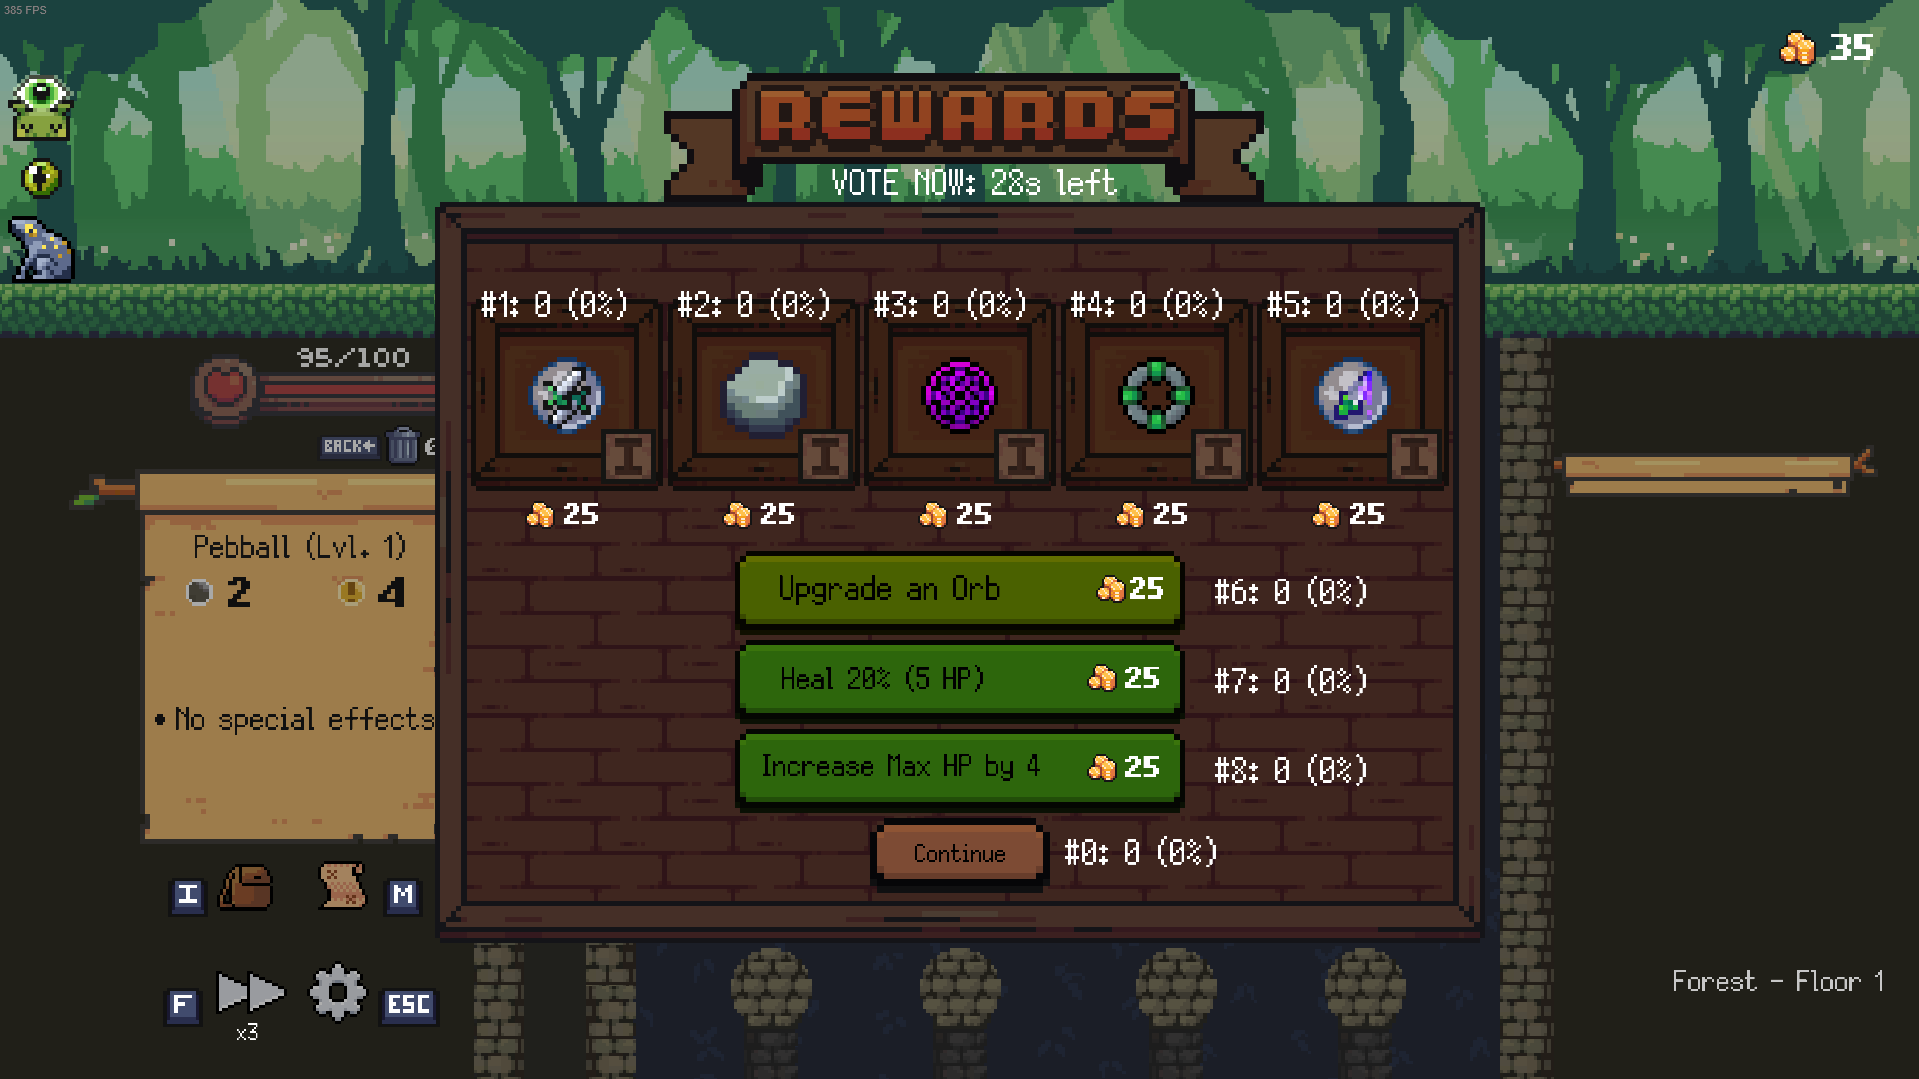 385 FPS
35
REWARDS
VOTE NOW: 28s left
#1: 0 (0%) #2: 0 (0%) #3: 0 (0%) #4: 0 (0%) #5: 0 (0%)
I I I I I
25 25 25 25 25
95/100
BACK
Pebball (Lvl. 1)
2 4
• No special effects
Upgrade an Orb 25 #6: 0 (0%)
Heal 20% (5 HP) 25 #7: 0 (0%)
Increase Max HP by 4 25 #8: 0 (0%)
Continue #0: 0 (0%)
I M
F ESC
x3
Forest - Floor 1